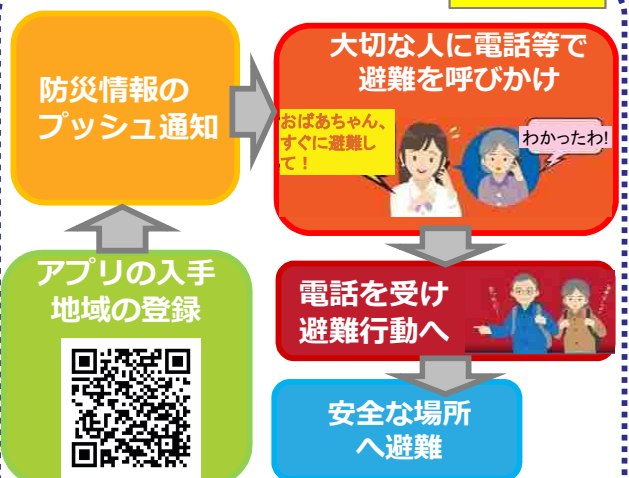 防災情報の
プッシュ通知
大切な人に電話等で
避難を呼びかけ
おばあちゃん、
すぐに避難し
て！
わかったわ!
アプリの入手
地域の登録
電話を受け
避難行動へ
安全な場所
へ避難